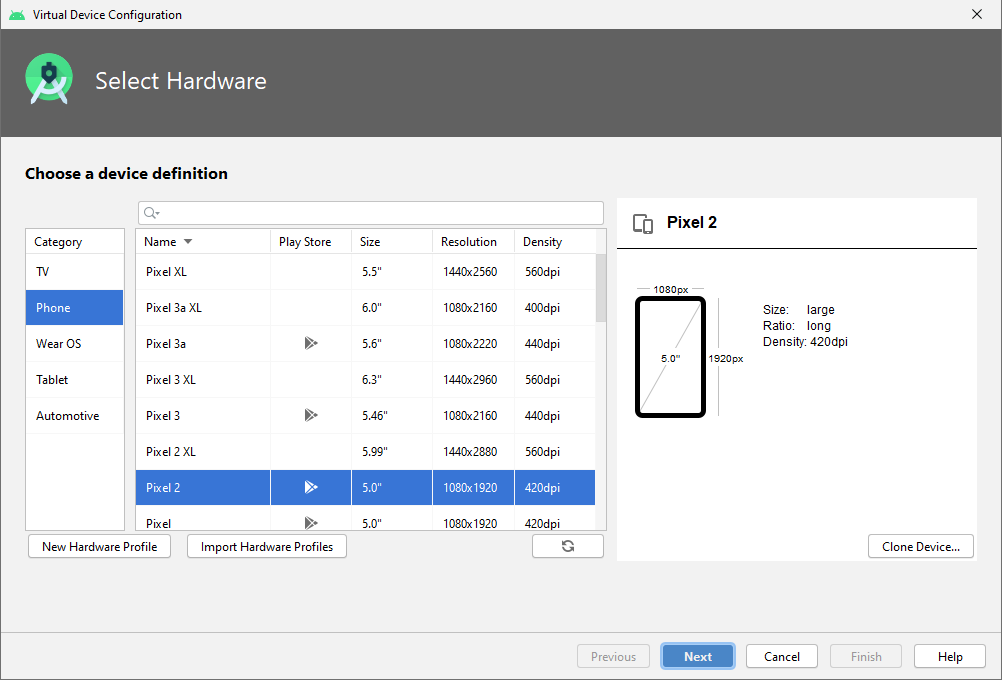 Virtual Device Configuration
Select Hardware
Choose a device definition
Category
TV
Phone
Wear OS
Tablet
Automotive
Name Play Store Size Resolution Density
Pixel XL 5.5" 1440x2560 560dpi
Pixel 3a XL 6.0" 1080x2160 400dpi
Pixel 3a 5.6" 1080x2220 440dpi
Pixel 3 XL 6.3" 1440x2960 560dpi
Pixel 3 5.46" 1080x2160 440dpi
Pixel 2 XL 5.99" 1440x2880 560dpi
Pixel 2 5.0" 1080x1920 420dpi
Pixel 5.0" 1080x1920 420dpi
New Hardware Profile Import Hardware Profiles
Pixel 2
1080px
5.0"
1920px
Size: large
Ratio: long
Density: 420dpi
Clone Device...
Previous Next Cancel Finish Help